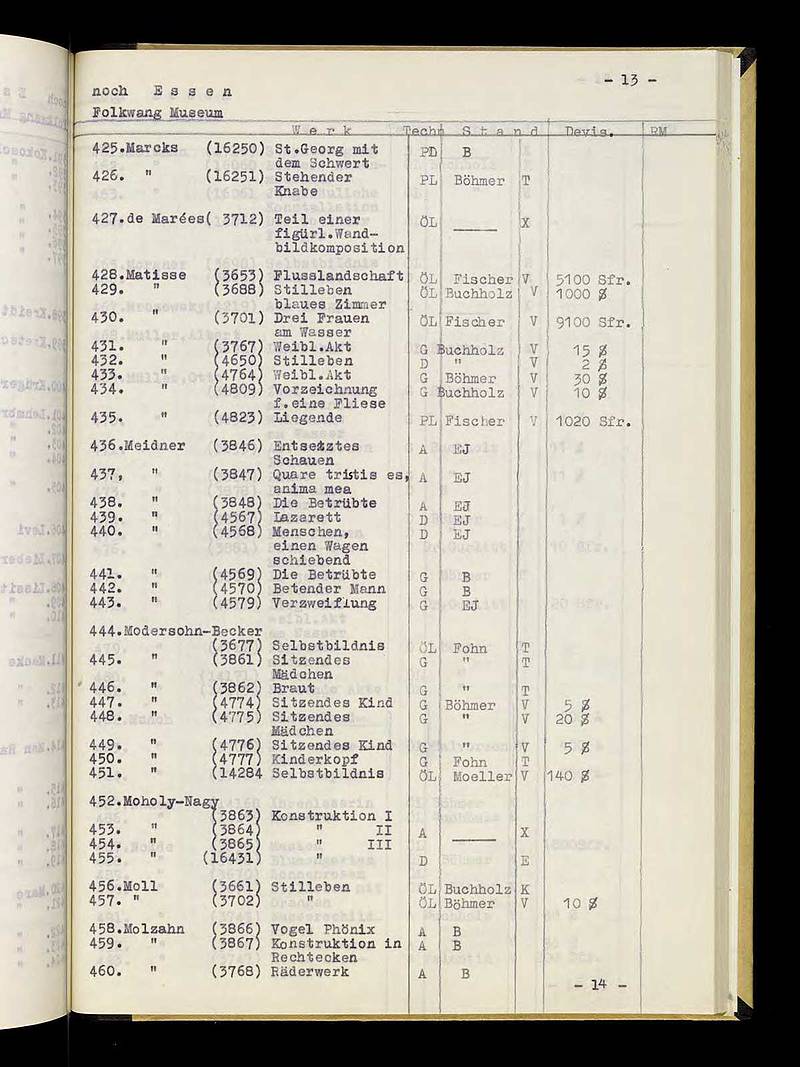 - 13 -
noch Essen
Folkwang Museum
Werk Techn Stand Devis. RM
425.Marcks (16250) St.Georg mit PD B
dem Schwert
426. " (16251) Stehender PL Böhmer T
Knabe
427.de Marées( 3712) Teil einer ÖL _____ X
figürl.Wand-
bildkomposition
428.Matisse (3653) Flusslandschaft ÖL Fischer V 5100 Sfr.
429. " (3688) Stilleben ÖL Buchholz V 1000 $
blaues Zimmer
430. " (3701) Drei Frauen ÖL Fischer V 9100 Sfr.
am Wasser
431. " (3767) Weibl.Akt G Buchholz V 15 $
432. " (4650) Stilleben D " V 2 $
433. " (4764) Weibl.Akt G Böhmer V 30 $
434. " (4809) Vorzeichnung G Buchholz V 10 $
f.eine Fliese
435. " (4823) Liegende PL Fischer V 1020 Sfr.
436.Meidner (3846) Entsetztes A EJ
Schauen
437, " (3847) Quare tristis es, A EJ
anima mea
438. " (3848) Die Betrübte A EJ
439. " (4567) Lazarett D EJ
440. " (4568) Menschen, D EJ
einen Wagen
schiebend
441. " (4569) Die Betrübte G B
442. " (4570) Betender Mann G B
443. " (4579) Verzweiflung G EJ
444.Modersohn-Becker
(3677) Selbstbildnis ÖL Fohn T
445. " (3861) Sitzendes G " T
Mädchen
446. " (3862) Braut G " T
447. " (4774) Sitzendes Kind G Böhmer V 5 $
448. " (4775) Sitzendes G " V 20 $
Mädchen
449. " (4776) Sitzendes Kind G " V 5 $
450. " (4777) Kinderkopf G Fohn T
451. " (14284 Selbstbildnis ÖL Moeller V 140 $
452.Moholy-Nagy
(3863) Konstruktion I
453. " (3864) " II A _____ X
454. " (3865) " III
455. " (16431) " D E
456.Moll (3661) Stilleben ÖL Buchholz K
457. " (3702) " ÖL Böhmer V 10 $
458.Molzahn (3866) Vogel Phönix A B
459. " (3867) Konstruktion in A B
Rechtecken
460. " (3768) Räderwerk A B
- 14 -